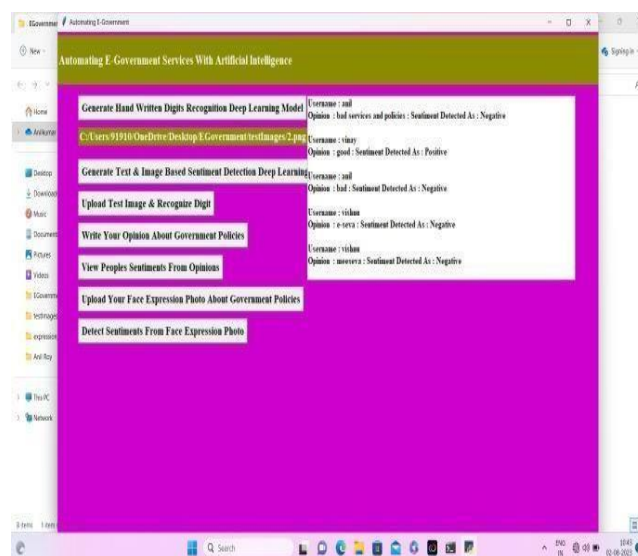 Automating E-Government
New
Automating E-Government Services With Artificial Intelligence
Home
Generate Hand Written Digits Recognition Deep Learning Model
C:/Users/91910/OneDrive/Desktop/EGovernment/testImages/2.png
Generate Text & Image Based Sentiment Detection Deep Learning
Upload Test Image & Recognize Digit
Write Your Opinion About Government Policies
View Peoples Sentiments From Opinions
Upload Your Face Expression Photo About Government Policies
Detect Sentiments From Face Expression Photo
Username : anil
Opinion : bad services and policies : Sentiment Detected As : Negative
Username : vinay
Opinion : good : Sentiment Detected As : Positive
Username : anil
Opinion : bad : Sentiment Detected As : Negative
Username : vishnu
Opinion : e-seva : Sentiment Detected As : Negative
Username : vishnu
Opinion : meeseva : Sentiment Detected As : Negative
Desktop
Music
Pictures
Videos
Anil Roy
This PC
Network
Search
ENG
IN